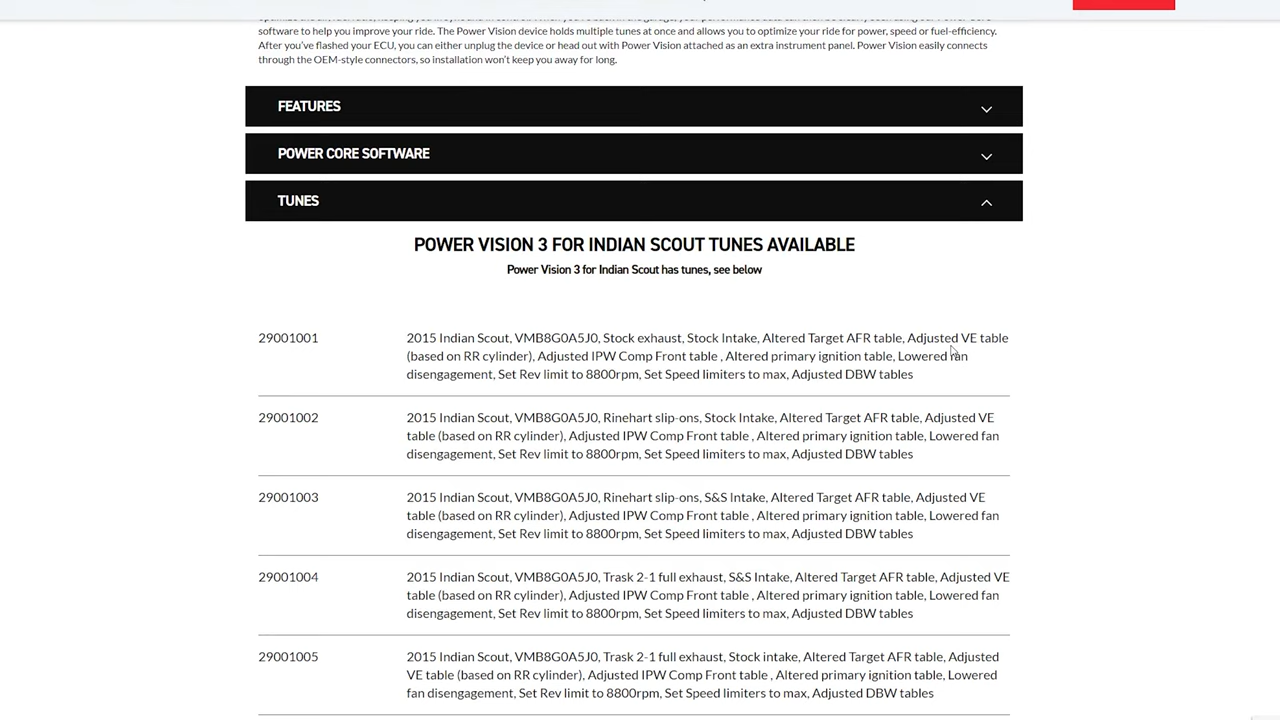 software to help you improve your ride. The Power Vision device holds multiple tunes at once and allows you to optimize your ride for power, speed or fuel-efficiency.
After you've flashed your ECU, you can either unplug the device or head out with Power Vision attached as an extra instrument panel. Power Vision easily connects
through the OEM-style connectors, so installation won't keep you away for long.
FEATURES
POWER CORE SOFTWARE
TUNES
POWER VISION 3 FOR INDIAN SCOUT TUNES AVAILABLE
Power Vision 3 for Indian Scout has tunes, see below
29001001 2015 Indian Scout, VMB8G0A5J0, Stock exhaust, Stock Intake, Altered Target AFR table, Adjusted VE table
(based on RR cylinder), Adjusted IPW Comp Front table , Altered primary ignition table, Lowered fan
disengagement, Set Rev limit to 8800rpm, Set Speed limiters to max, Adjusted DBW tables
29001002 2015 Indian Scout, VMB8G0A5J0, Rinehart slip-ons, Stock Intake, Altered Target AFR table, Adjusted VE
table (based on RR cylinder), Adjusted IPW Comp Front table , Altered primary ignition table, Lowered fan
disengagement, Set Rev limit to 8800rpm, Set Speed limiters to max, Adjusted DBW tables
29001003 2015 Indian Scout, VMB8G0A5J0, Rinehart slip-ons, S&S Intake, Altered Target AFR table, Adjusted VE
table (based on RR cylinder), Adjusted IPW Comp Front table , Altered primary ignition table, Lowered fan
disengagement, Set Rev limit to 8800rpm, Set Speed limiters to max, Adjusted DBW tables
29001004 2015 Indian Scout, VMB8G0A5J0, Trask 2-1 full exhaust, S&S Intake, Altered Target AFR table, Adjusted VE
table (based on RR cylinder), Adjusted IPW Comp Front table , Altered primary ignition table, Lowered fan
disengagement, Set Rev limit to 8800rpm, Set Speed limiters to max, Adjusted DBW tables
29001005 2015 Indian Scout, VMB8G0A5J0, Trask 2-1 full exhaust, Stock intake, Altered Target AFR table, Adjusted
VE table (based on RR cylinder), Adjusted IPW Comp Front table , Altered primary ignition table, Lowered
fan disengagement, Set Rev limit to 8800rpm, Set Speed limiters to max, Adjusted DBW tables